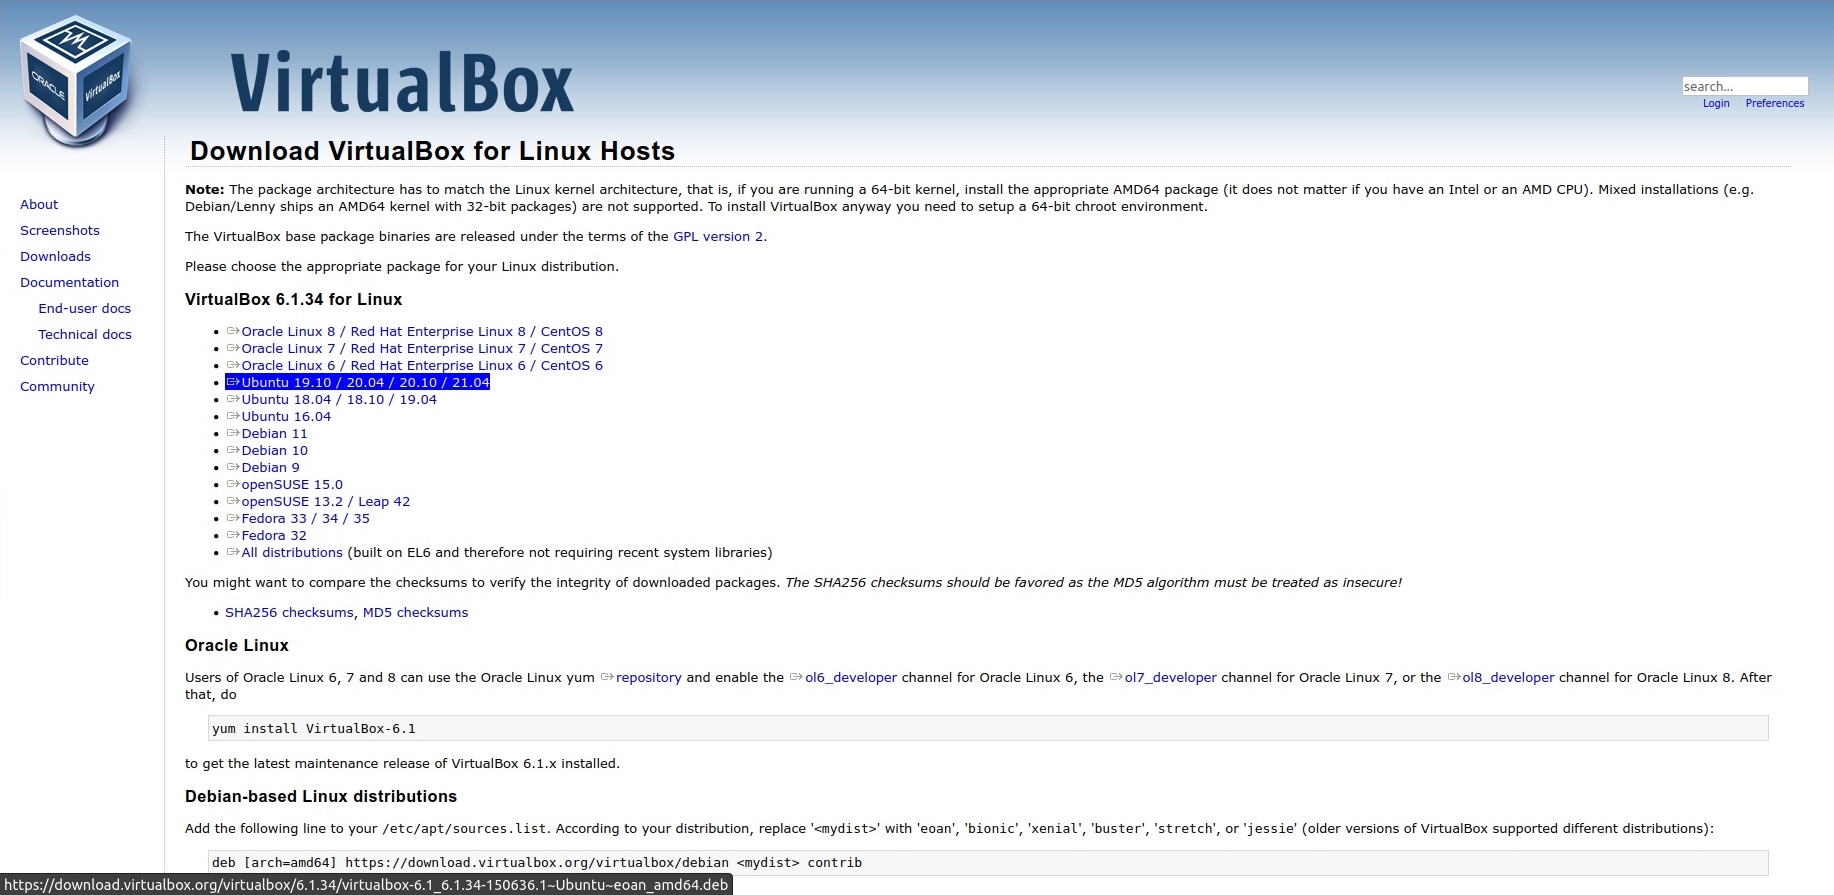 ORACLE
VirtualBox
VirtualBox
search...
Login Preferences
Download VirtualBox for Linux Hosts
About
Screenshots
Downloads
Documentation
End-user docs
Technical docs
Contribute
Community
Note: The package architecture has to match the Linux kernel architecture, that is, if you are running a 64-bit kernel, install the appropriate AMD64 package (it does not matter if you have an Intel or an AMD CPU). Mixed installations (e.g.
Debian/Lenny ships an AMD64 kernel with 32-bit packages) are not supported. To install VirtualBox anyway you need to setup a 64-bit chroot environment.
The VirtualBox base package binaries are released under the terms of the GPL version 2.
Please choose the appropriate package for your Linux distribution.
VirtualBox 6.1.34 for Linux
• Oracle Linux 8 / Red Hat Enterprise Linux 8 / CentOS 8
• Oracle Linux 7 / Red Hat Enterprise Linux 7 / CentOS 7
• Oracle Linux 6 / Red Hat Enterprise Linux 6 / CentOS 6
• Ubuntu 19.10 / 20.04 / 20.10 / 21.04
• Ubuntu 18.04 / 18.10 / 19.04
• Ubuntu 16.04
• Debian 11
• Debian 10
• Debian 9
• openSUSE 15.0
• openSUSE 13.2 / Leap 42
• Fedora 33 / 34 / 35
• Fedora 32
• All distributions (built on EL6 and therefore not requiring recent system libraries)
You might want to compare the checksums to verify the integrity of downloaded packages. The SHA256 checksums should be favored as the MD5 algorithm must be treated as insecure!
• SHA256 checksums, MD5 checksums
Oracle Linux
Users of Oracle Linux 6, 7 and 8 can use the Oracle Linux yum repository and enable the ol6_developer channel for Oracle Linux 6, the ol7_developer channel for Oracle Linux 7, or the ol8_developer channel for Oracle Linux 8. After
that, do
yum install VirtualBox-6.1
to get the latest maintenance release of VirtualBox 6.1.x installed.
Debian-based Linux distributions
Add the following line to your /etc/apt/sources.list. According to your distribution, replace '<mydist>' with 'eoan', 'bionic', 'xenial', 'buster', 'stretch', or 'jessie' (older versions of VirtualBox supported different distributions):
deb [arch=amd64] https://download.virtualbox.org/virtualbox/debian <mydist> contrib
https://download.virtualbox.org/virtualbox/6.1.34/virtualbox-6.1_6.1.34-150636.1~Ubuntu~eoan_amd64.deb